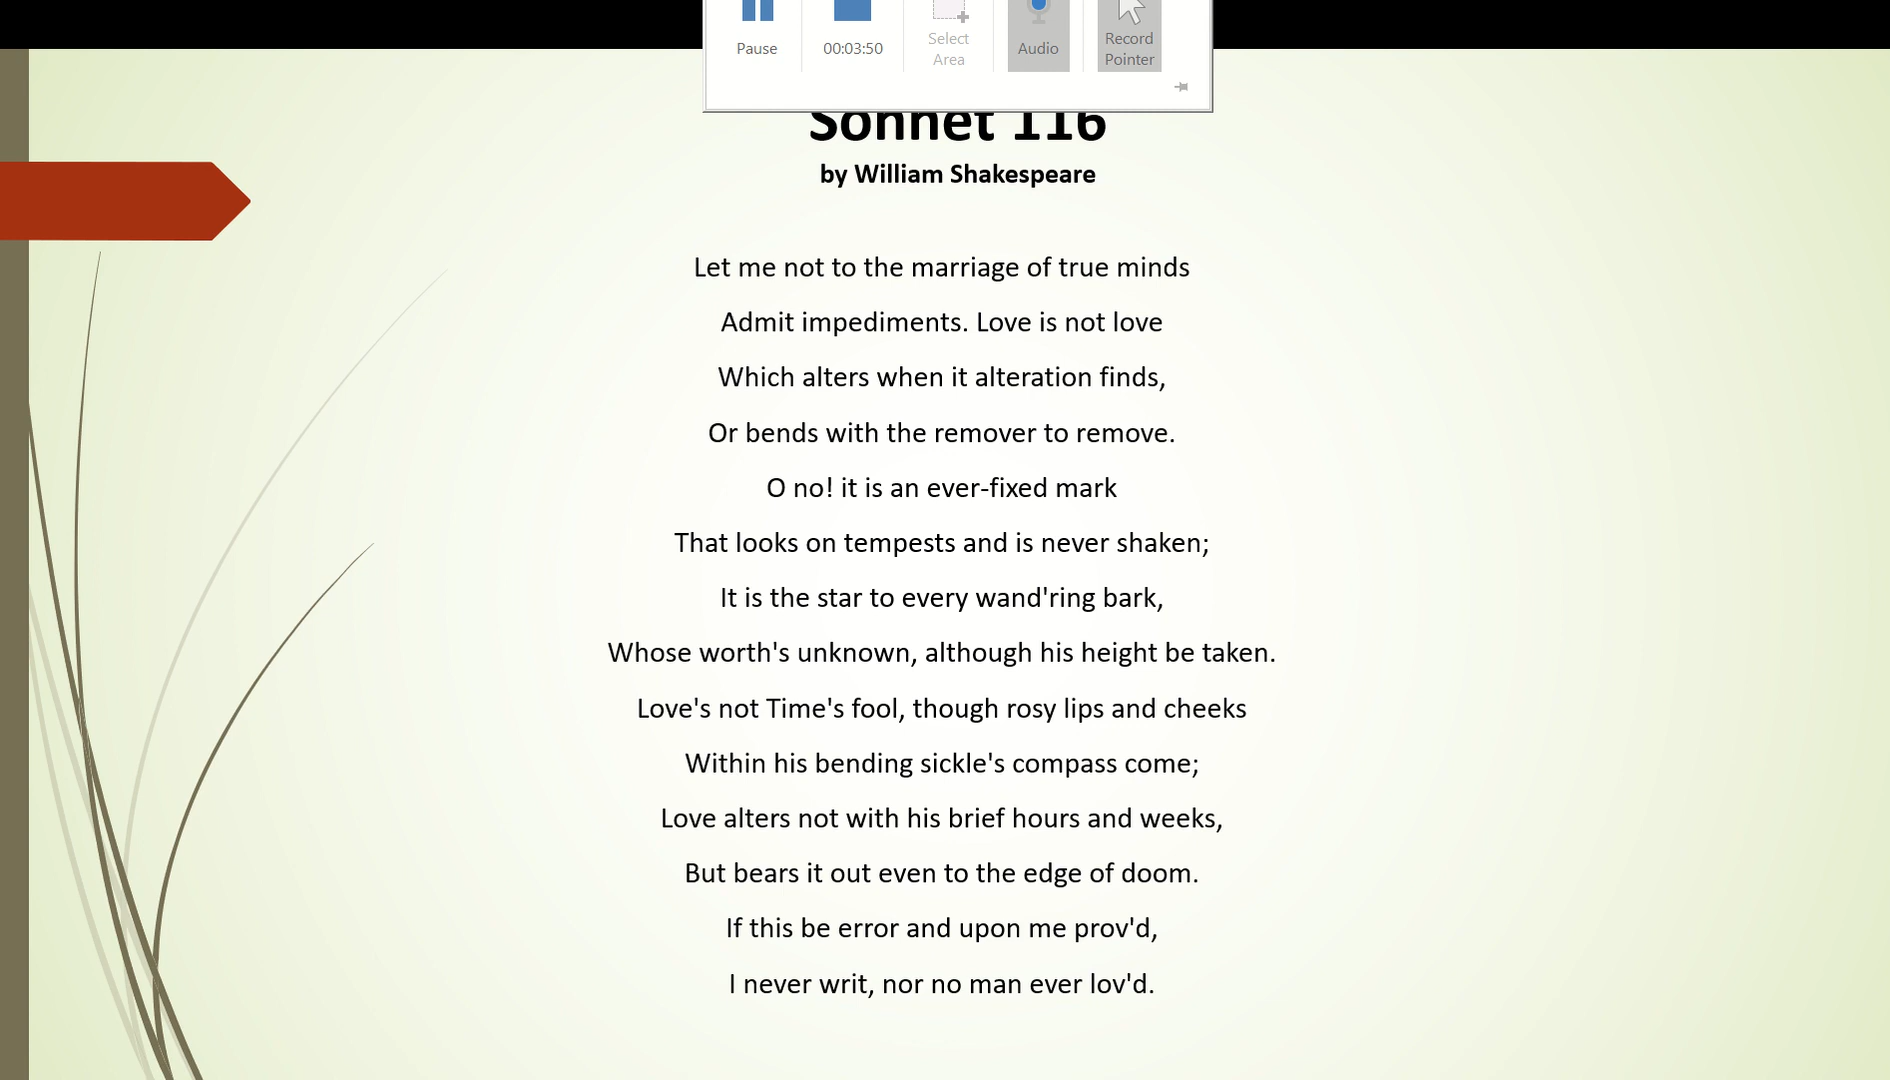 Pause
00:03:50
Select
Area
Audio
Record
Pointer
Sonnet 116
by William Shakespeare
Let me not to the marriage of true minds
Admit impediments. Love is not love
Which alters when it alteration finds,
Or bends with the remover to remove.
O no! it is an ever-fixed mark
That looks on tempests and is never shaken;
It is the star to every wand'ring bark,
Whose worth's unknown, although his height be taken.
Love's not Time's fool, though rosy lips and cheeks
Within his bending sickle's compass come;
Love alters not with his brief hours and weeks,
But bears it out even to the edge of doom.
If this be error and upon me prov'd,
I never writ, nor no man ever lov'd.